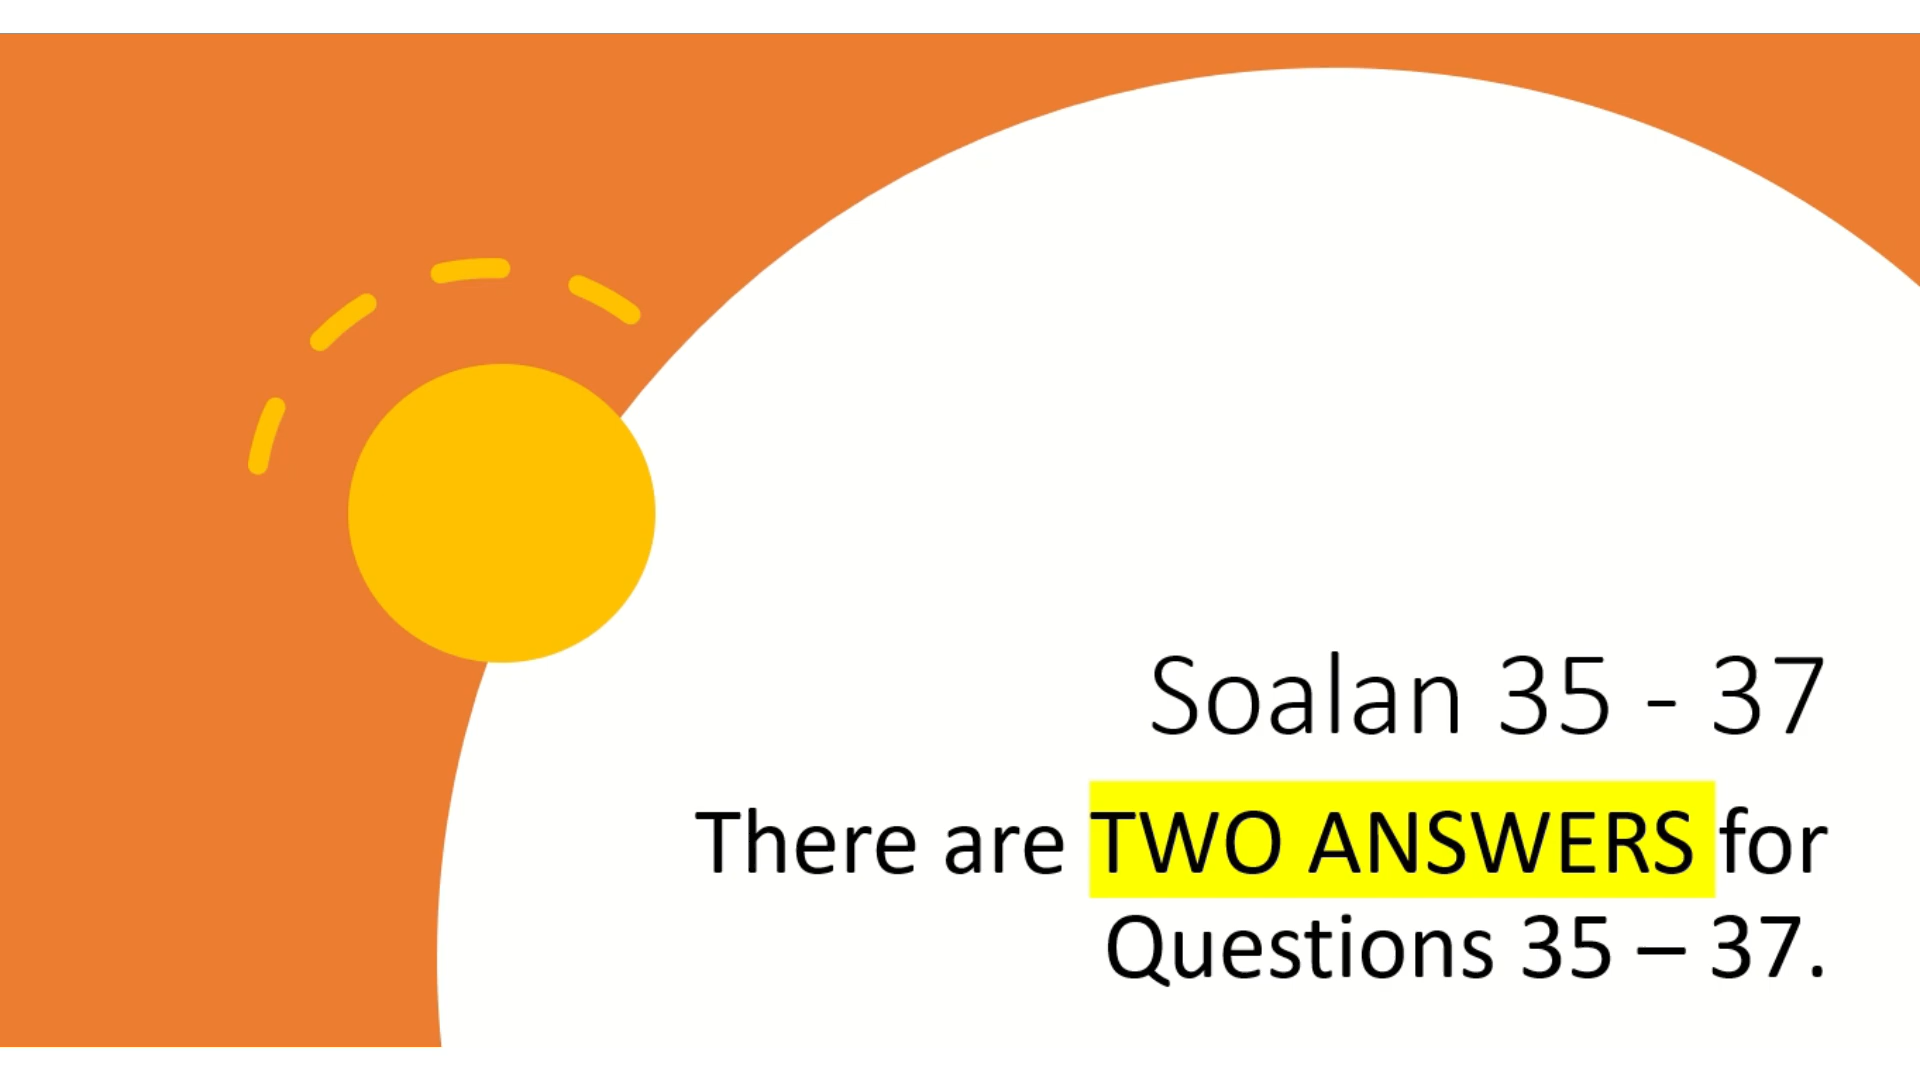 Soalan 35 - 37
There are TWO ANSWERS for
Questions 35 – 37.